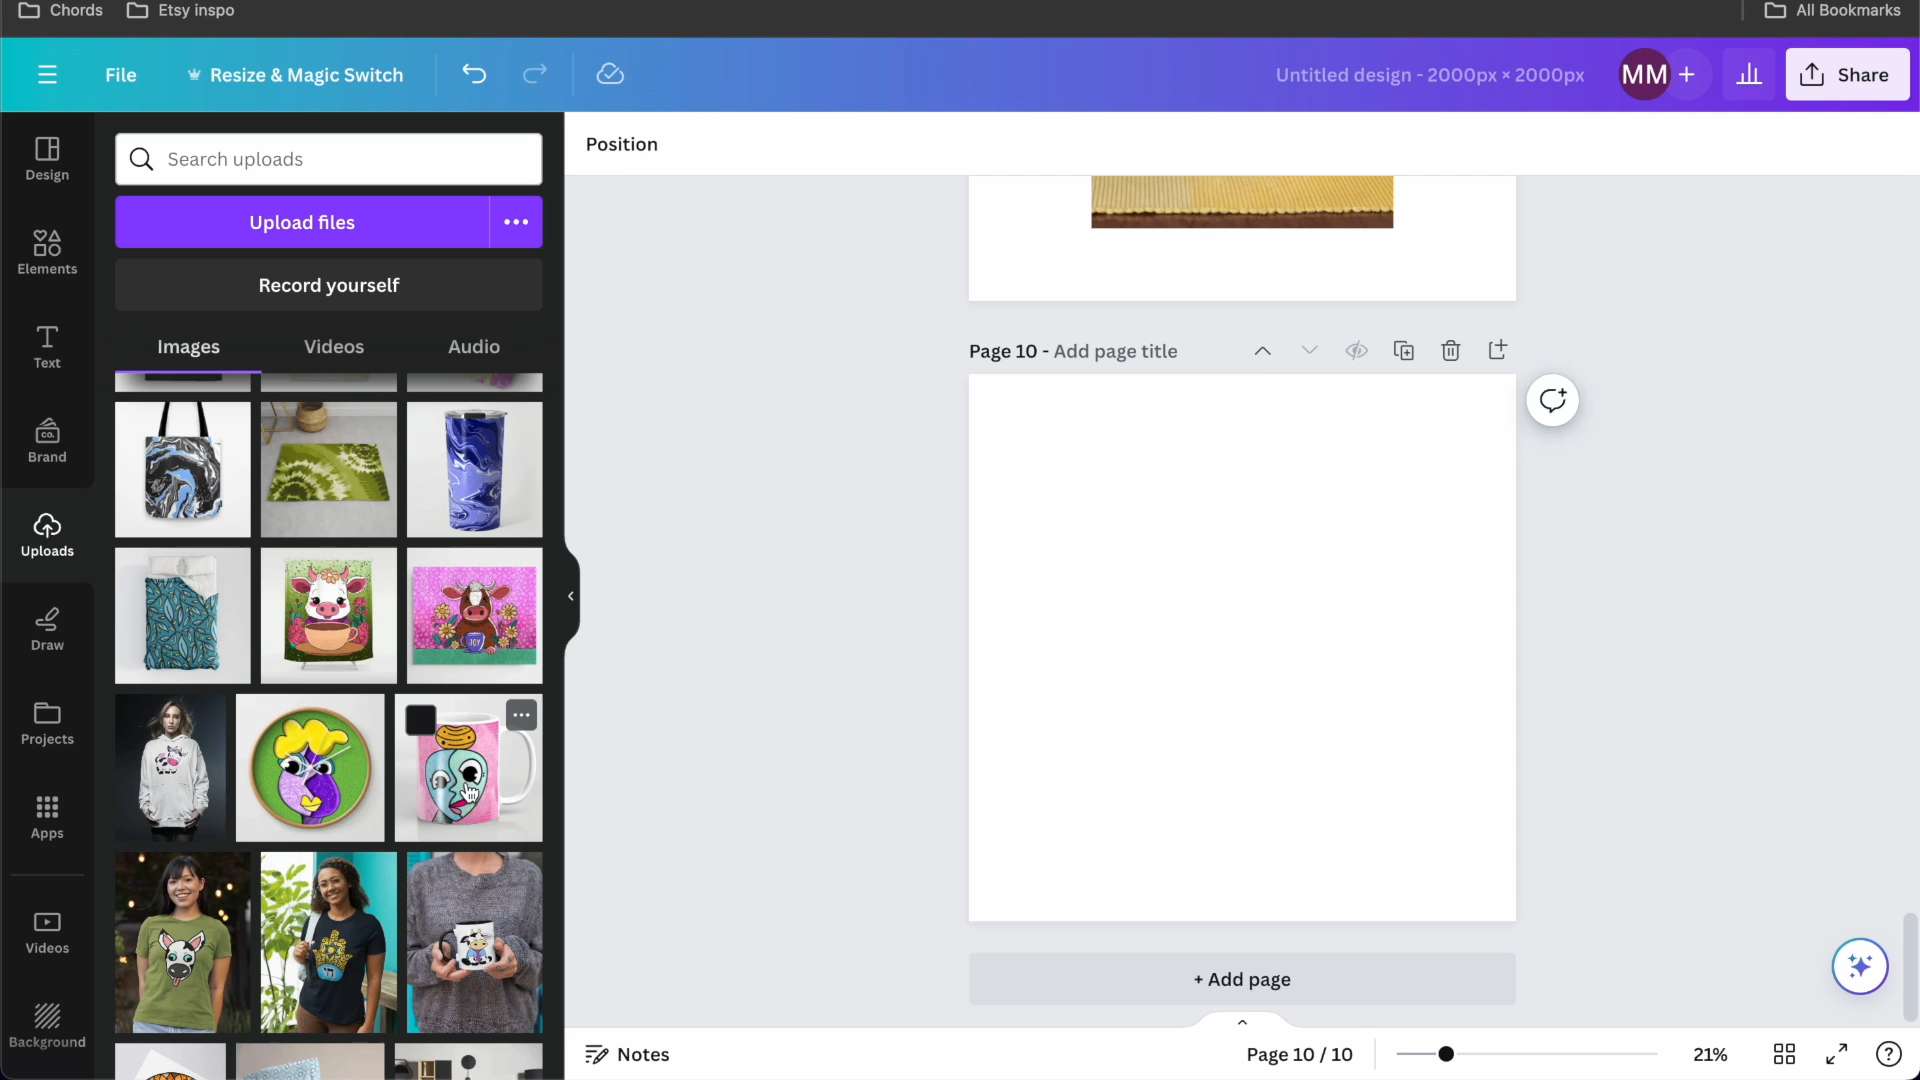 Chords
Etsy inspo
All Bookmarks
File
Resize & Magic Switch
Untitled design - 2000px × 2000px
MM
+
Share
Design
Elements
Text
CO.
Brand
Uploads
Draw
Projects
Apps
Videos
Background
Search uploads
Upload files
Record yourself
Images
Videos
Audio
JOY
Position
Page 10 - Add page title
+ Add page
Notes
Page 10 / 10
21%
?